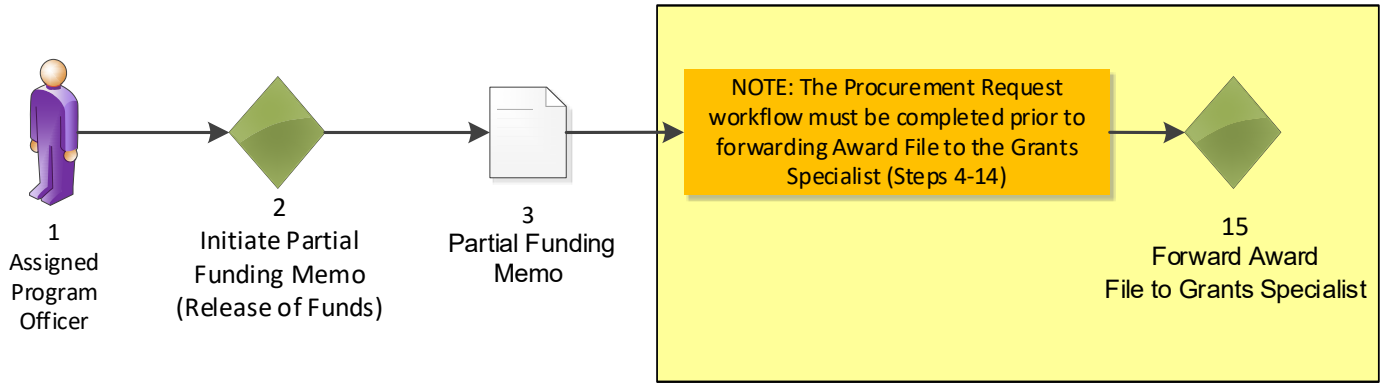 1
Assigned
Program
Officer
2
Initiate Partial
Funding Memo
(Release of Funds)
3
Partial Funding
Memo
NOTE: The Procurement Request
workflow must be completed prior to
forwarding Award File to the Grants
Specialist (Steps 4-14)
15
Forward Award
File to Grants Specialist